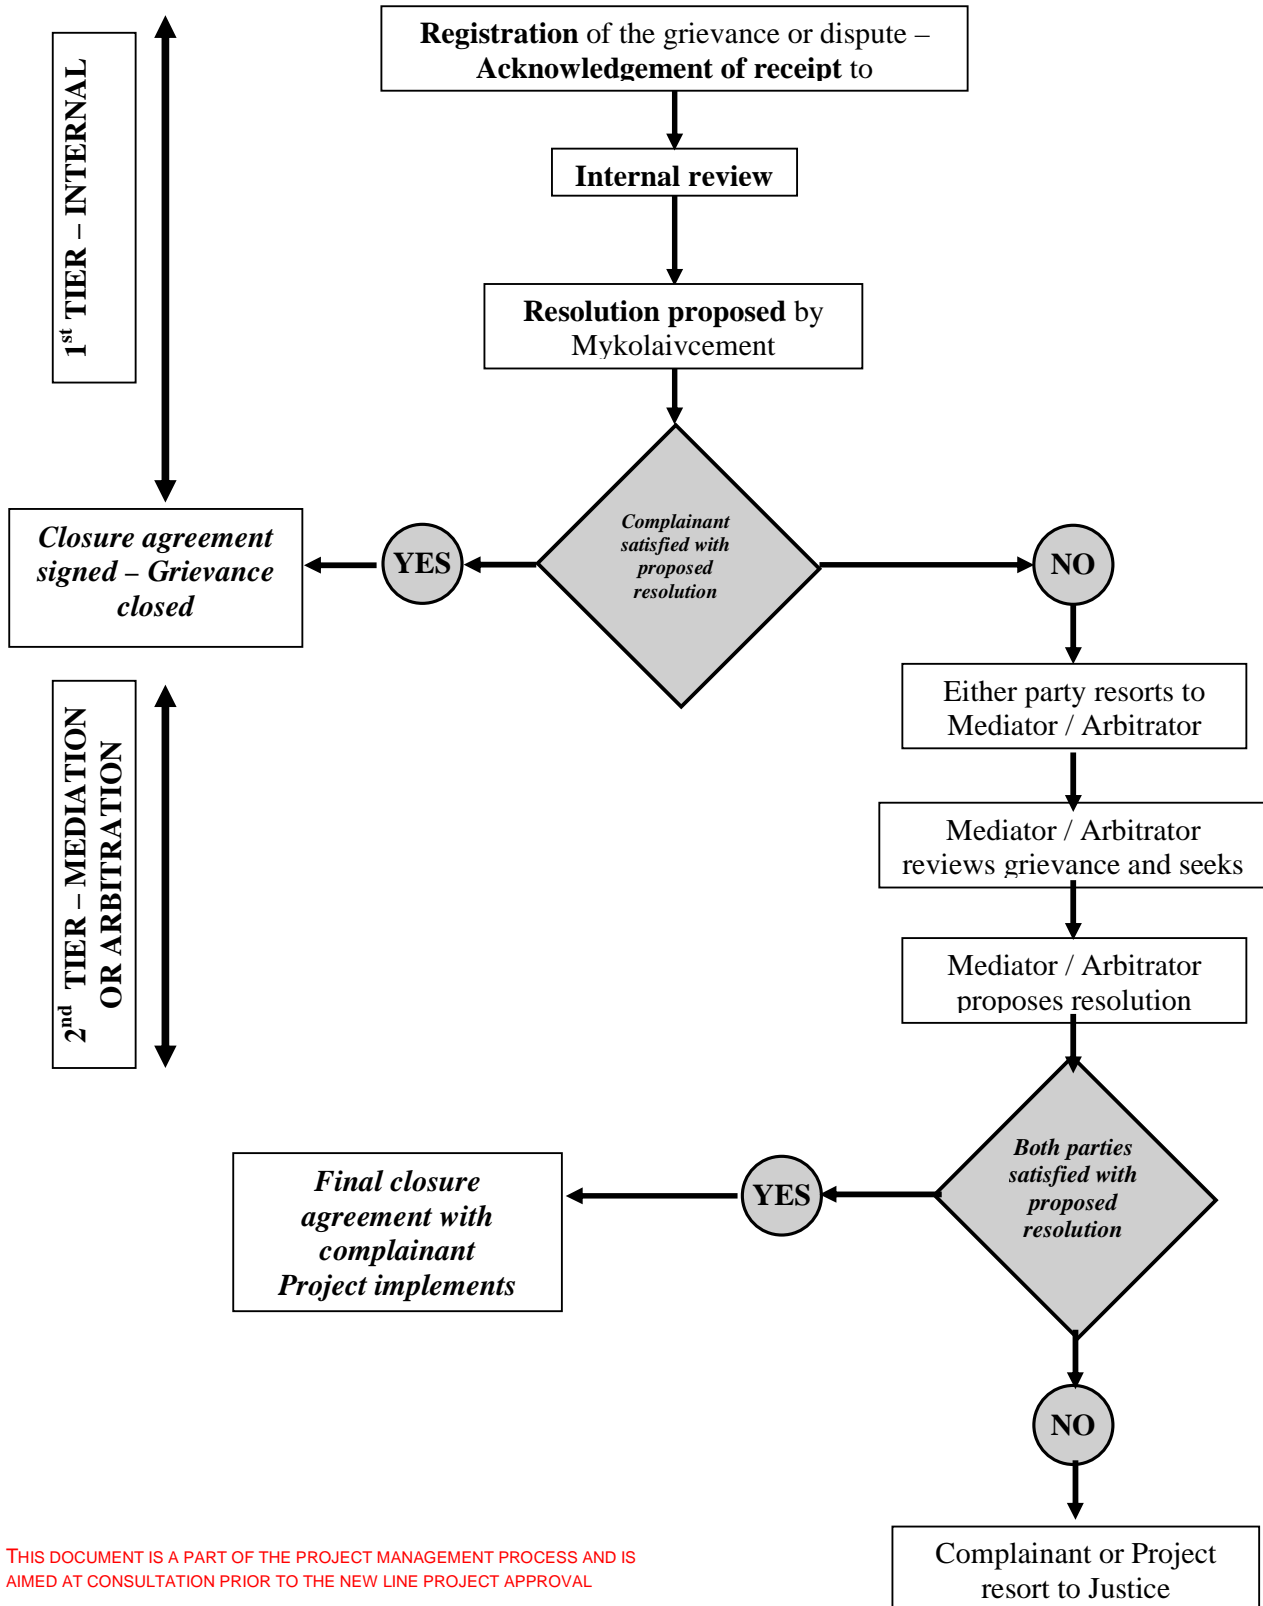 Registration of the grievance or dispute –
Acknowledgement of receipt to
1st TIER – INTERNAL
Internal review
Resolution proposed by
Mykolaivcement
Complainant
satisfied with
proposed
resolution
YES
NO
Closure agreement
signed – Grievance
closed
Either party resorts to
Mediator / Arbitrator
2nd TIER – MEDIATION
OR ARBITRATION
Mediator / Arbitrator
reviews grievance and seeks
Mediator / Arbitrator
proposes resolution
Both parties
satisfied with
proposed
resolution
YES
Final closure
agreement with
complainant
Project implements
NO
Complainant or Project
resort to Justice
THIS DOCUMENT IS A PART OF THE PROJECT MANAGEMENT PROCESS AND IS
AIMED AT CONSULTATION PRIOR TO THE NEW LINE PROJECT APPROVAL